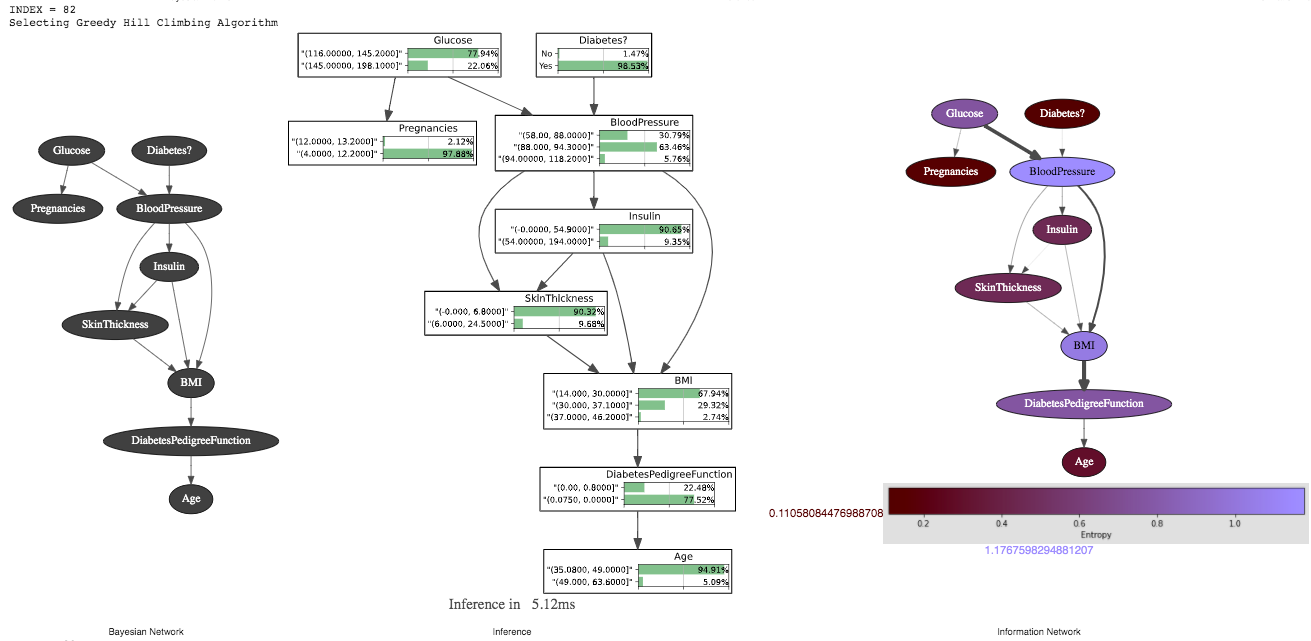 INDEX = 82
Selecting Greedy Hill Climbing Algorithm
Glucose
Diabetes?
Pregnancies
BloodPressure
Insulin
SkinThickness
BMI
DiabetesPedigreeFunction
Age
Bayesian Network
Glucose
"(116.00000, 145.2000]" 77.94%
"(145.00000, 198.1000]" 22.06%
Diabetes?
No 1.47%
Yes 98.53%
Pregnancies
"(12.0000, 13.2000]" 2.12%
"(4.0000, 12.2000]" 97.88%
BloodPressure
"(58.00, 88.0000]" 30.79%
"(88.000, 94.3000]" 63.46%
"(94.00000, 118.2000]" 5.76%
Insulin
"(-0.0000, 54.9000]" 90.65%
"(54.0000, 194.0000]" 9.35%
SkinThickness
"(-0.000, 6.8000]" 90.32%
"(6.0000, 24.5000]" 9.68%
BMI
"(14.000, 30.0000]" 67.94%
"(30.000, 37.1000]" 29.32%
"(37.0000, 46.2000]" 2.74%
DiabetesPedigreeFunction
"(0.00, 0.8000]" 22.48%
"(0.0750, 0.0000]" 77.52%
Age
"(35.0800, 49.0000]" 94.91%
"(49.000, 63.6000]" 5.09%
Inference in 5.12ms
Inference
Glucose
Diabetes?
Pregnancies
BloodPressure
Insulin
SkinThickness
BMI
DiabetesPedigreeFunction
Age
0.11058084476988708
0.2 0.4 0.6 0.8 1.0
Entropy
1.1767598294881207
Information Network